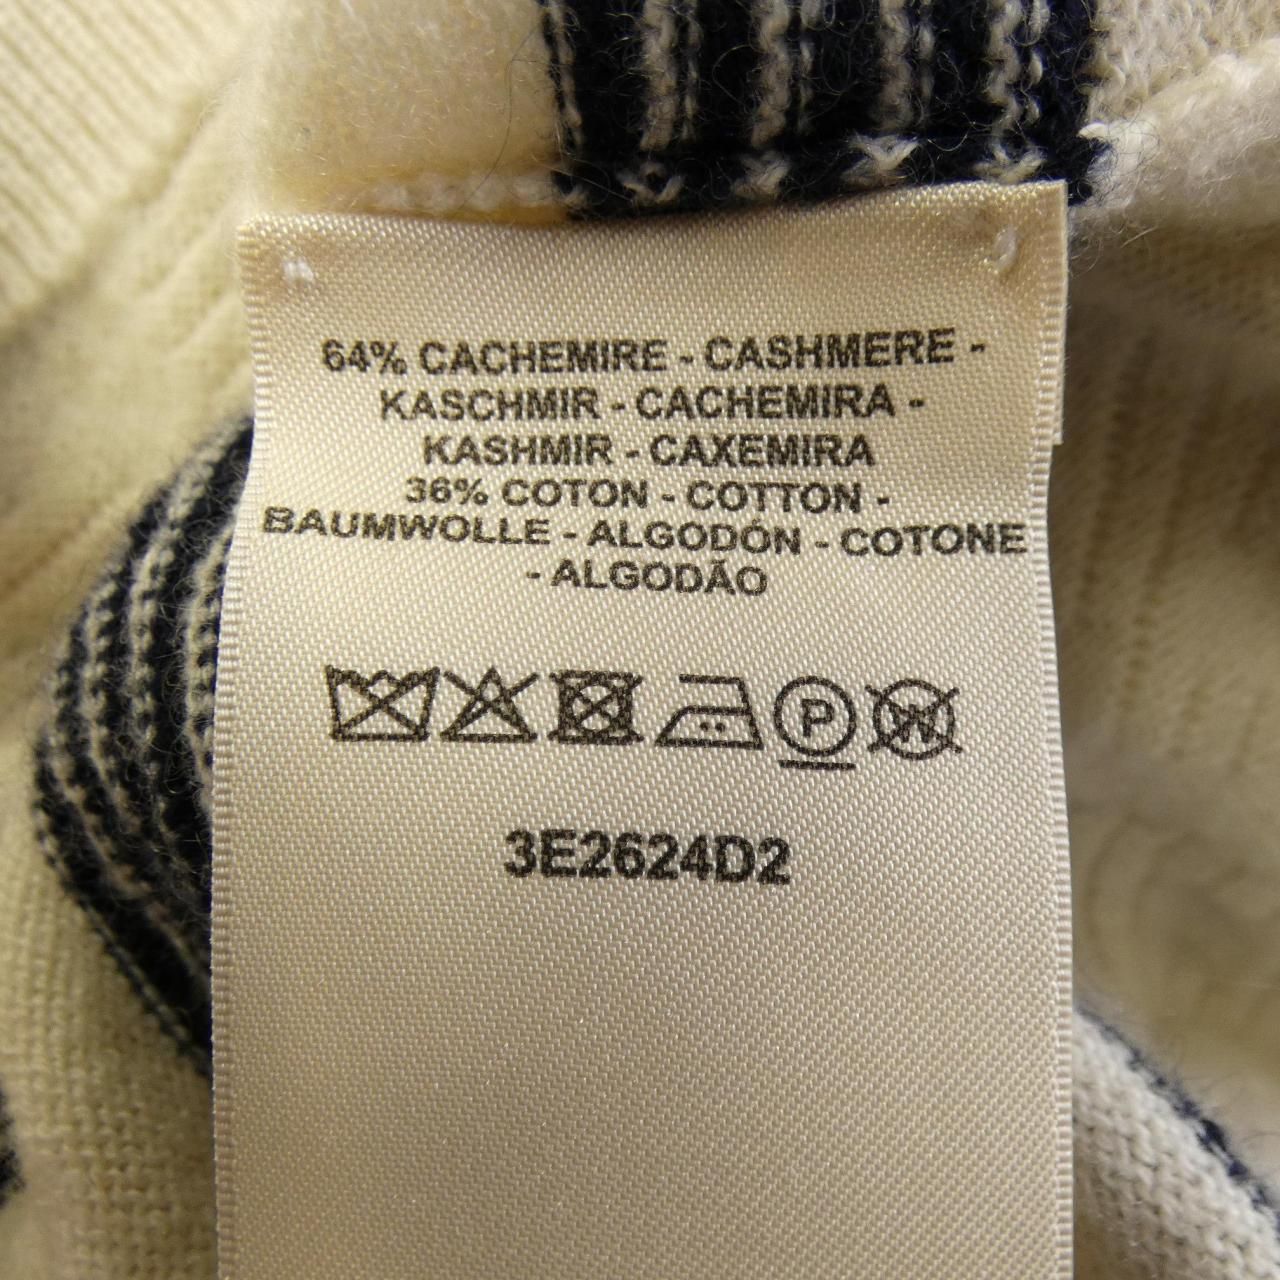 64% CACHEMIRE - CASHMERE -
KASCHMIR - CACHEMIRA -
KASHMIR - CAXEMIRA
36% COTON - COTTON -
BAUMWOLLE - ALGODÓN - COTONE
- ALGODÃO
P W
3E2624D2